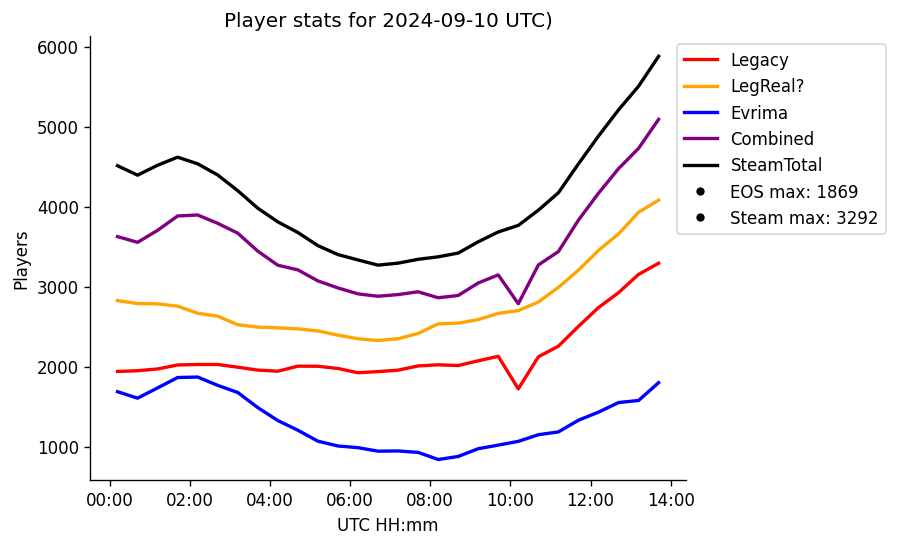 Player stats for 2024-09-10 UTC)
6000
5000
4000
3000
2000
1000
Players
00:00 02:00 04:00 06:00 08:00 10:00 12:00 14:00
UTC HH:mm
Legacy
LegReal?
Evrima
Combined
SteamTotal
EOS max: 1869
Steam max: 3292